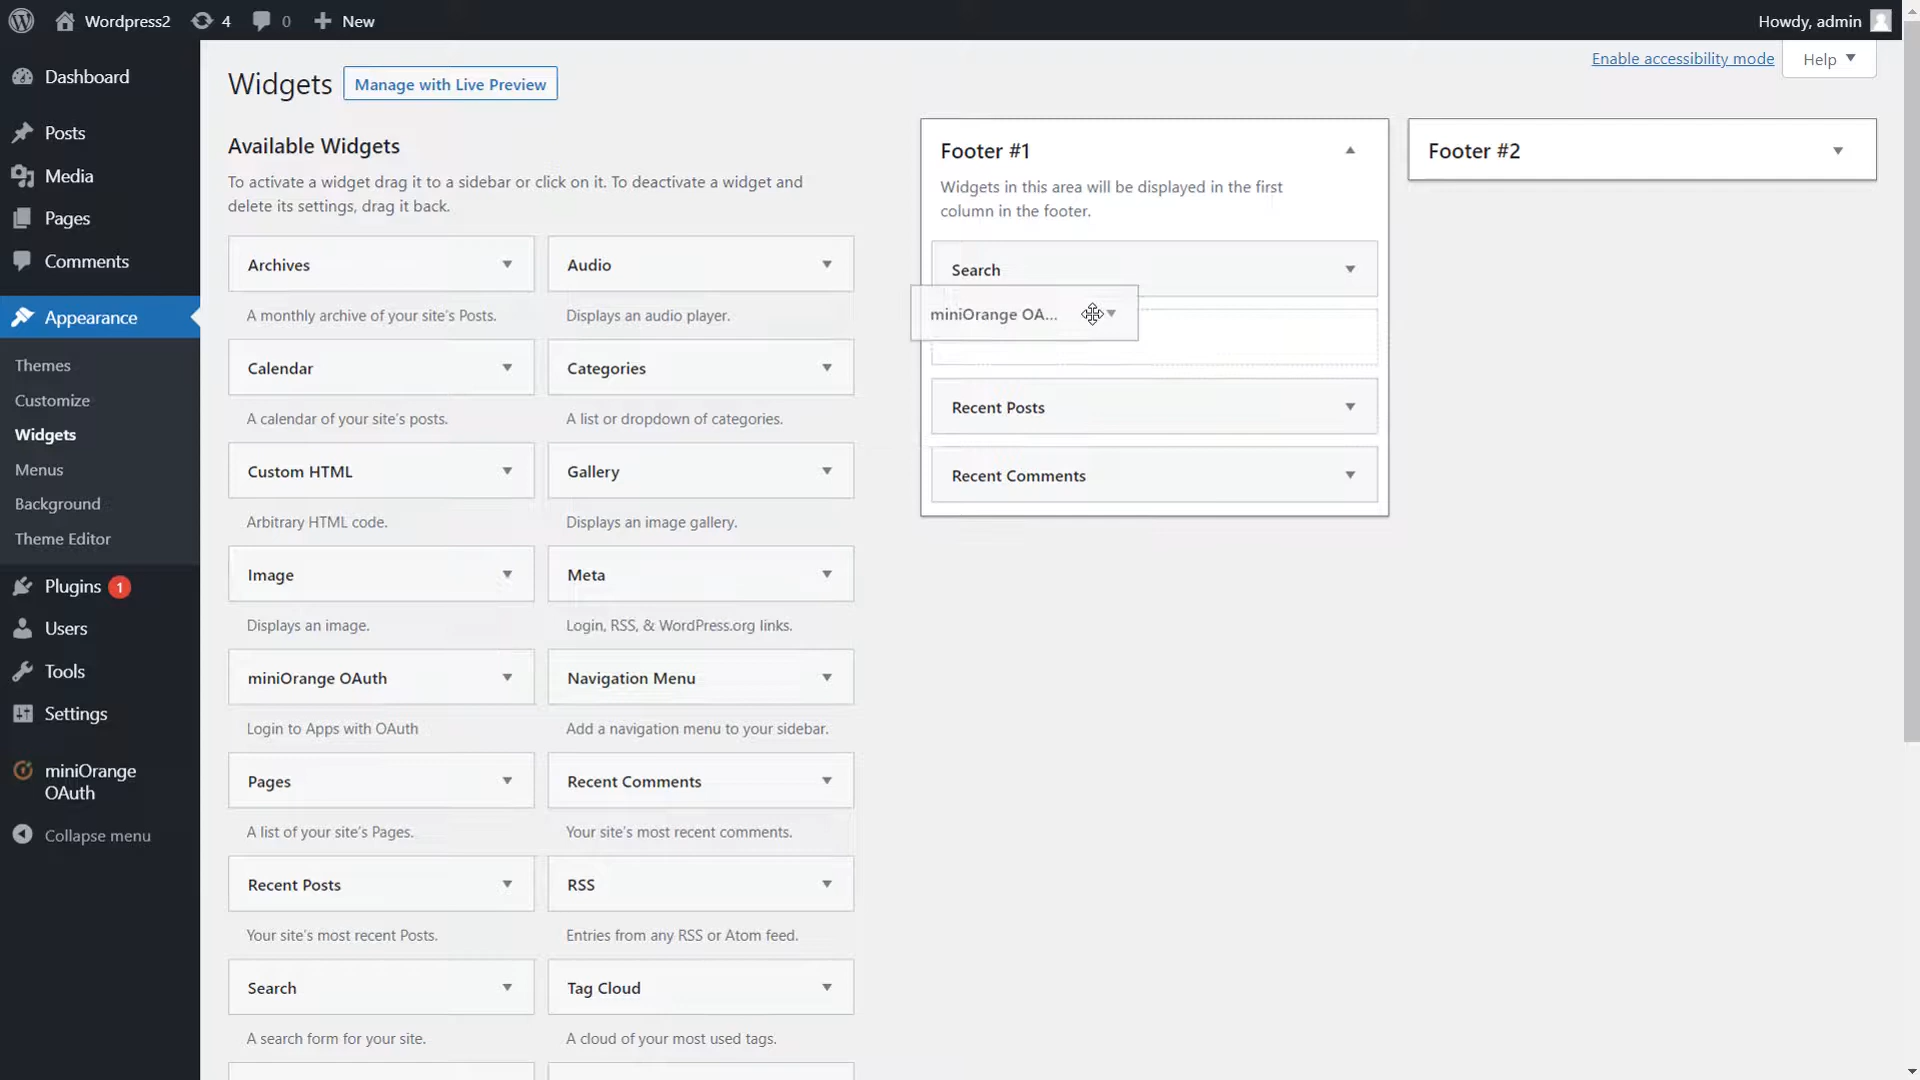 Wordpress2
4
0
New
Howdy, admin
Dashboard
Posts
Media
Pages
Comments
Appearance
Themes
Customize
Widgets
Menus
Background
Theme Editor
Plugins 1
Users
Tools
Settings
miniOrange
OAuth
Collapse menu
Enable accessibility mode
Help
Widgets
Manage with Live Preview
Available Widgets
To activate a widget drag it to a sidebar or click on it. To deactivate a widget and
delete its settings, drag it back.
Archives
A monthly archive of your site's Posts.
Audio
Displays an audio player.
Calendar
A calendar of your site's posts.
Categories
A list or dropdown of categories.
Custom HTML
Arbitrary HTML code.
Gallery
Displays an image gallery.
Image
Displays an image.
Meta
Login, RSS, & WordPress.org links.
miniOrange OAuth
Login to Apps with OAuth
Navigation Menu
Add a navigation menu to your sidebar.
Pages
A list of your site's Pages.
Recent Comments
Your site's most recent comments.
Recent Posts
Your site's most recent Posts.
RSS
Entries from any RSS or Atom feed.
Search
A search form for your site.
Tag Cloud
A cloud of your most used tags.
Footer #1
Widgets in this area will be displayed in the first
column in the footer.
Search
miniOrange OA...
Recent Posts
Recent Comments
Footer #2